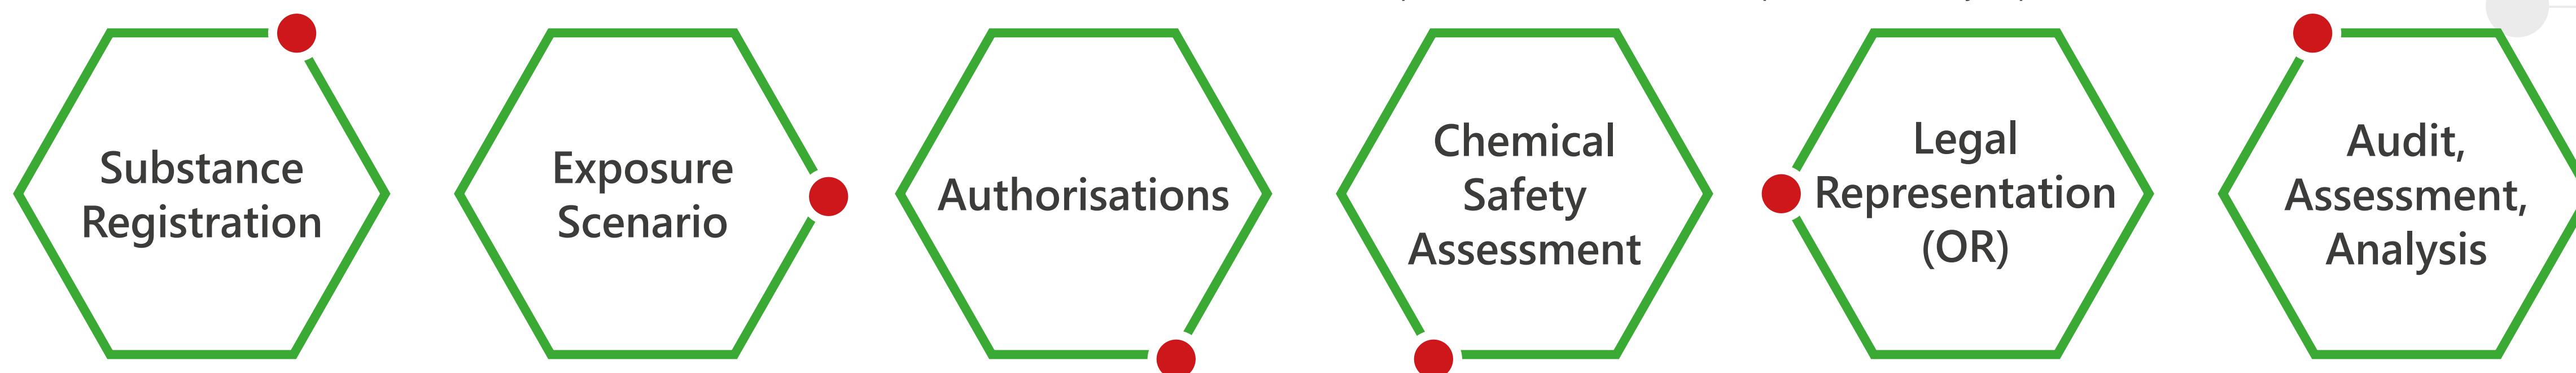 Substance
Registration
Exposure
Scenario
Authorisations
Chemical
Safety
Assessment
Legal
Representation
(OR)
Audit,
Assessment,
Analysis